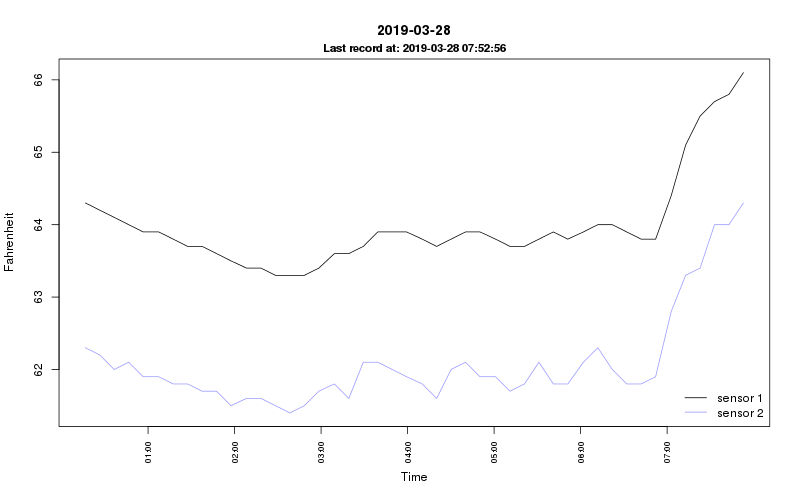 2019-03-28
Last record at: 2019-03-28 07:52:56
66
65
64
63
62
Fahrenheit
sensor 1
sensor 2
01:00 02:00 03:00 04:00 05:00 06:00 07:00
Time